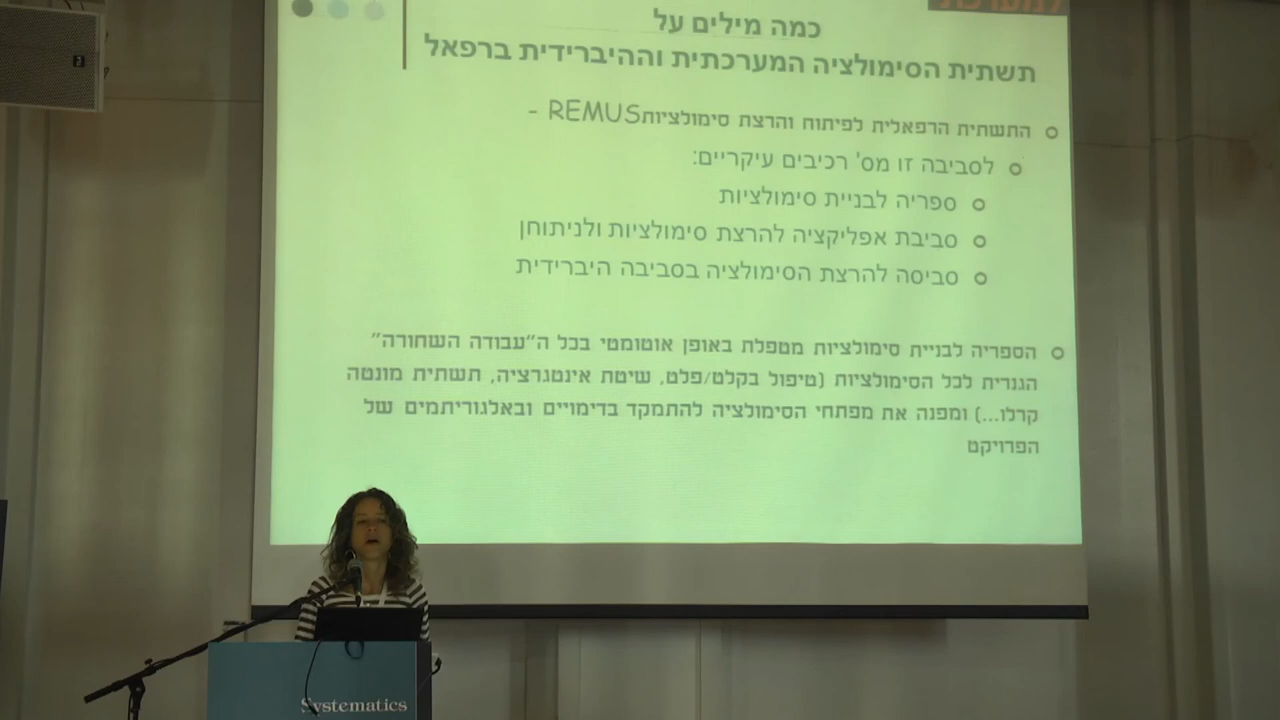 למערכת
כמה מילים על
תשתית הסימולציה המערכתית וההיברידית ברפאל
התשתית הרפאלית לפיתוח והרצת סימולציותREMUS -
לסביבה זו מס' רכיבים עיקריים:
ספריה לבניית סימולציות
סביבת אפליקציה להרצת סימולציות ולניתוחן
סביסה להרצת הסימולציה בסביבה היברידית
הספריה לבניית סימולציות מטפלת באופן אוטומטי בכל ה"עבודה השחורה"
הגנרית לכל הסימולציות (טיפול בקלט/פלט, שיטת אינטגרציה, תשתית מונטה
קרלו...) ומפנה את מפתחי הסימולציה להתמקד בדימויים ובאלגוריתמים של
הפרויקט
Systematics